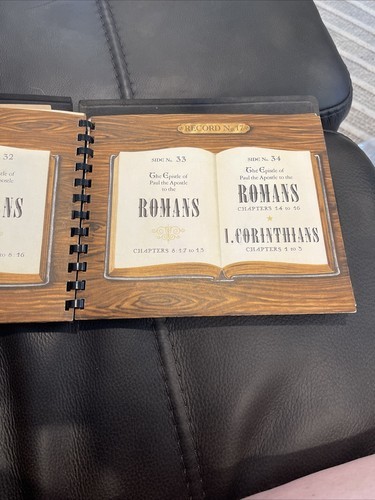 32
RECORD No. 17
SIDE No. 33
The Epistle of
Paul the Apostle
to the
ROMANS
CHAPTERS 8:17 to 13
SIDE No. 34
The Epistle of
Paul the Apostle to the
ROMANS
CHAPTERS 14 to 16
I. CORINTHIANS
CHAPTERS 1 to 3